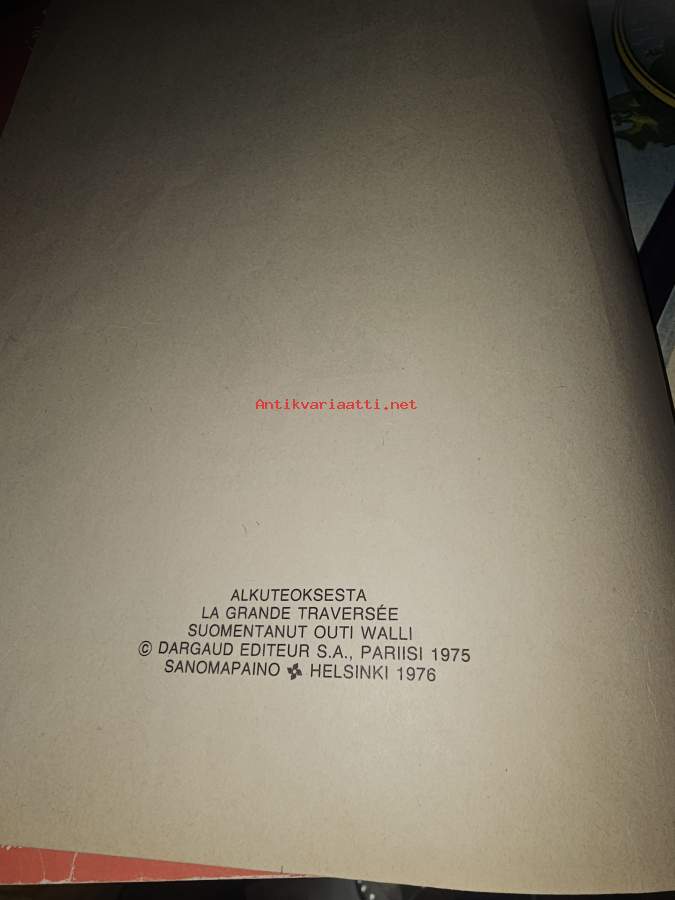 Antikvariaatti.net
ALKUTEOKSESTA
LA GRANDE TRAVERSÉE
SUOMENTANUT OUTI WALLI
© DARGAUD EDITEUR S.A., PARIISI 1975
SANOMAPAINO HELSINKI 1976